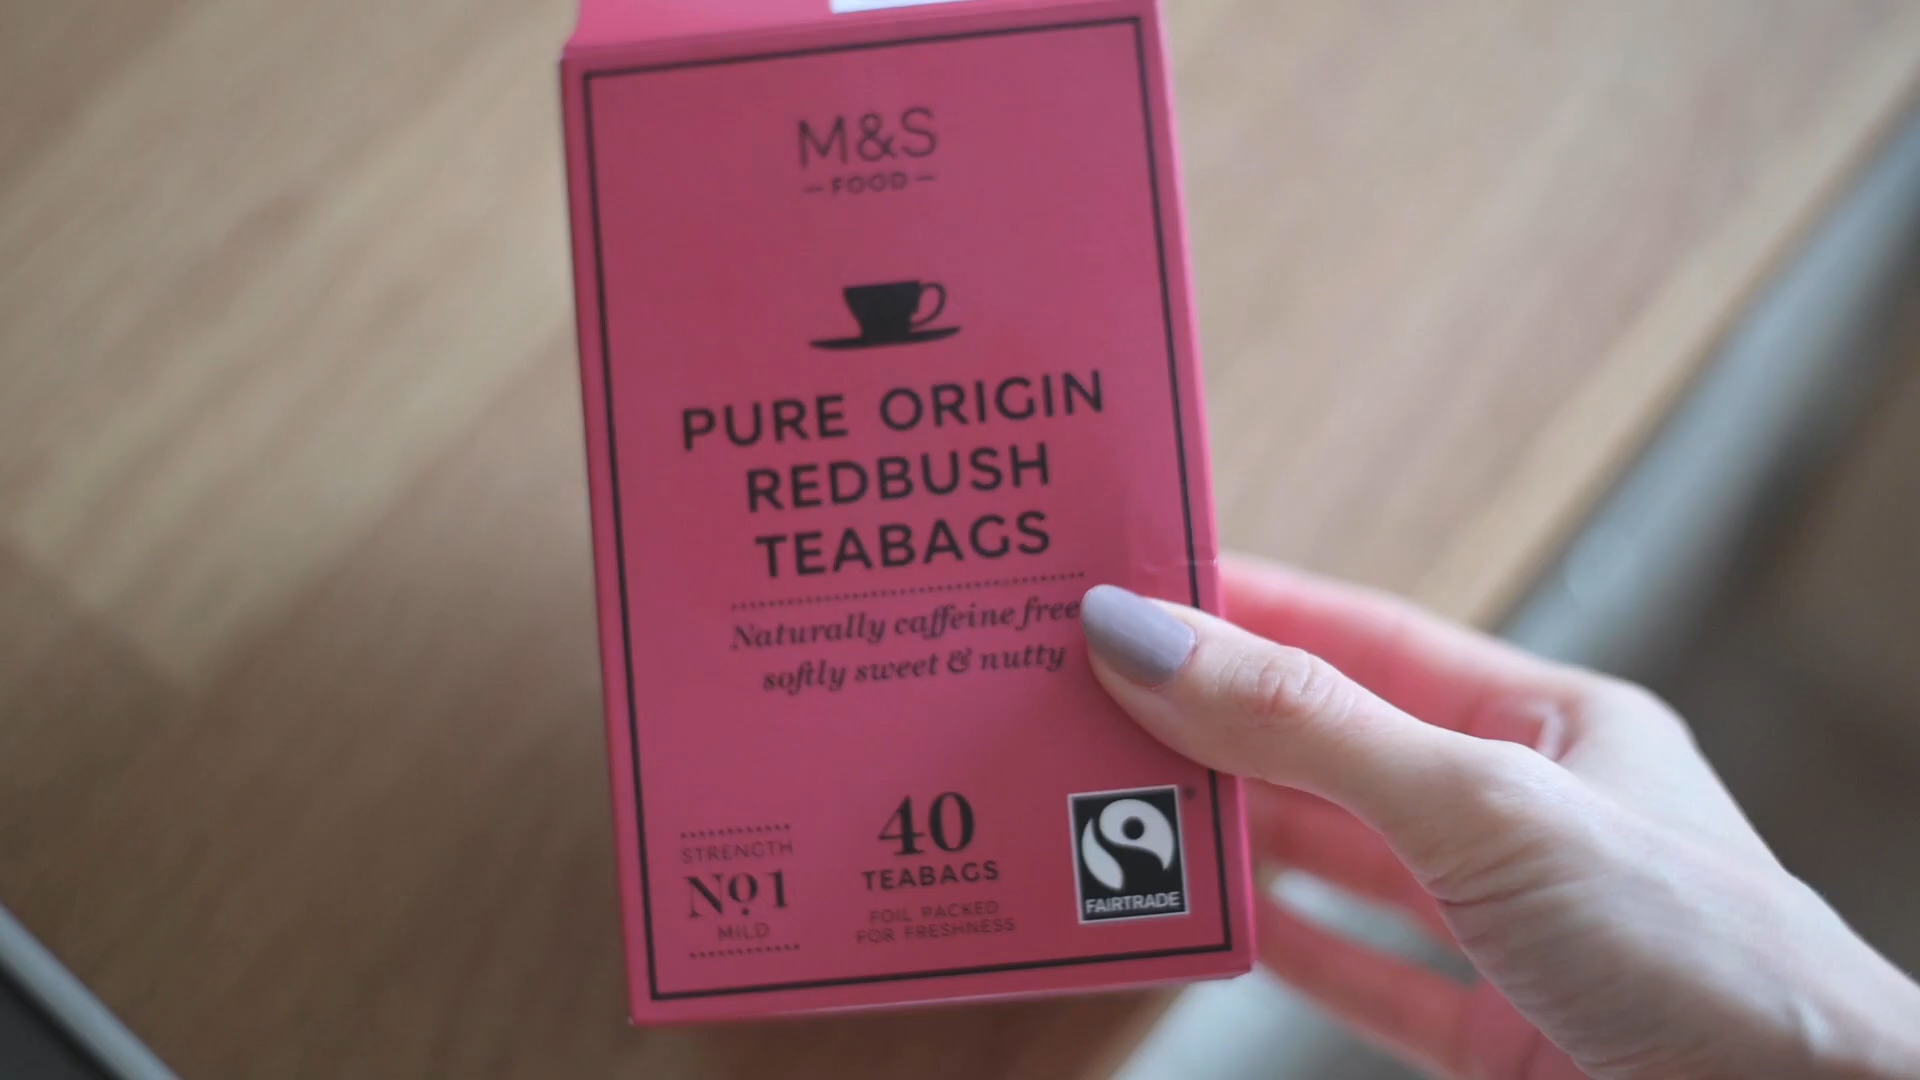 M&S
FOOD
PURE ORIGIN
REDBUSH
TEABAGS
Naturally caffeine free
softly sweet & nutty
STRENGTH
No1
MILD
40
TEABAGS
FOIL PACKED
FOR FRESHNESS
FAIRTRADE